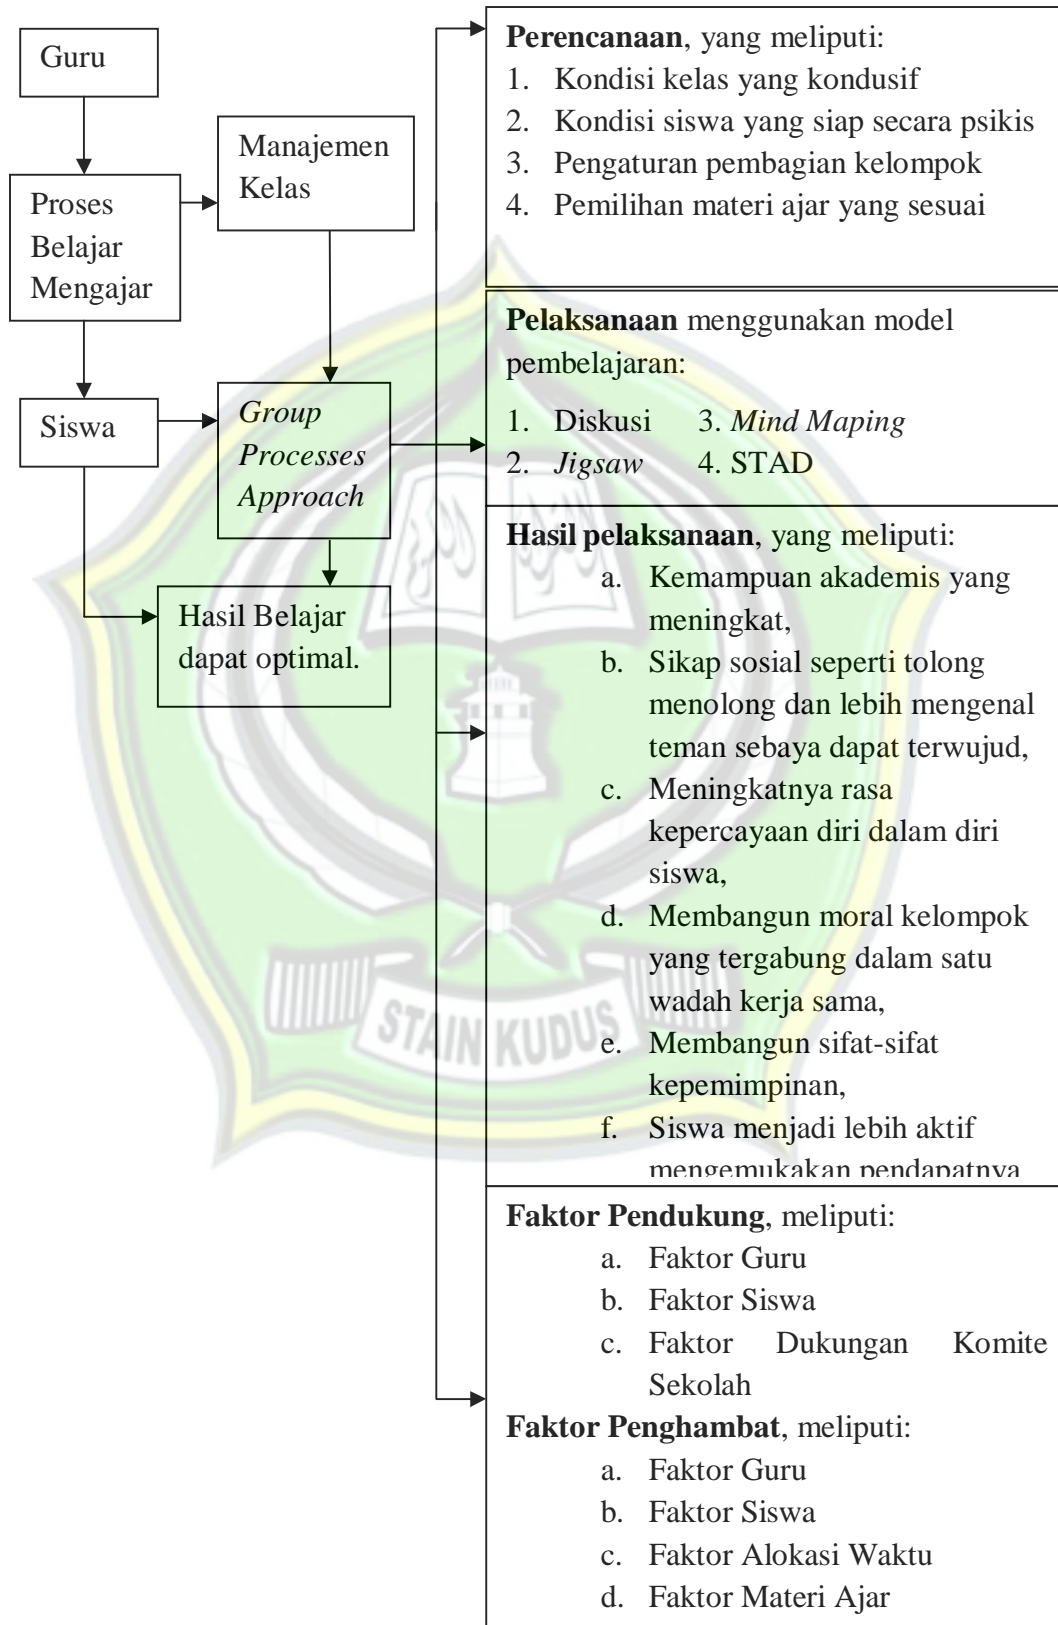 Guru
Proses
Belajar
Mengajar
Siswa
Manajemen
Kelas
Group
Processes
Approach
Hasil Belajar
dapat optimal.
Perencanaan, yang meliputi:
1. Kondisi kelas yang kondusif
2. Kondisi siswa yang siap secara psikis
3. Pengaturan pembagian kelompok
4. Pemilihan materi ajar yang sesuai
Pelaksanaan menggunakan model
pembelajaran:
1. Diskusi 3. Mind Maping
2. Jigsaw 4. STAD
Hasil pelaksanaan, yang meliputi:
a. Kemampuan akademis yang
meningkat,
b. Sikap sosial seperti tolong
menolong dan lebih mengenal
teman sebaya dapat terwujud,
c. Meningkatnya rasa
kepercayaan diri dalam diri
siswa,
d. Membangun moral kelompok
yang tergabung dalam satu
wadah kerja sama,
e. Membangun sifat-sifat
kepemimpinan,
f. Siswa menjadi lebih aktif
mengemukakan pendapatnya
Faktor Pendukung, meliputi:
a. Faktor Guru
b. Faktor Siswa
c. Faktor Dukungan Komite
Sekolah
Faktor Penghambat, meliputi:
a. Faktor Guru
b. Faktor Siswa
c. Faktor Alokasi Waktu
d. Faktor Materi Ajar
STAIN KUDUS